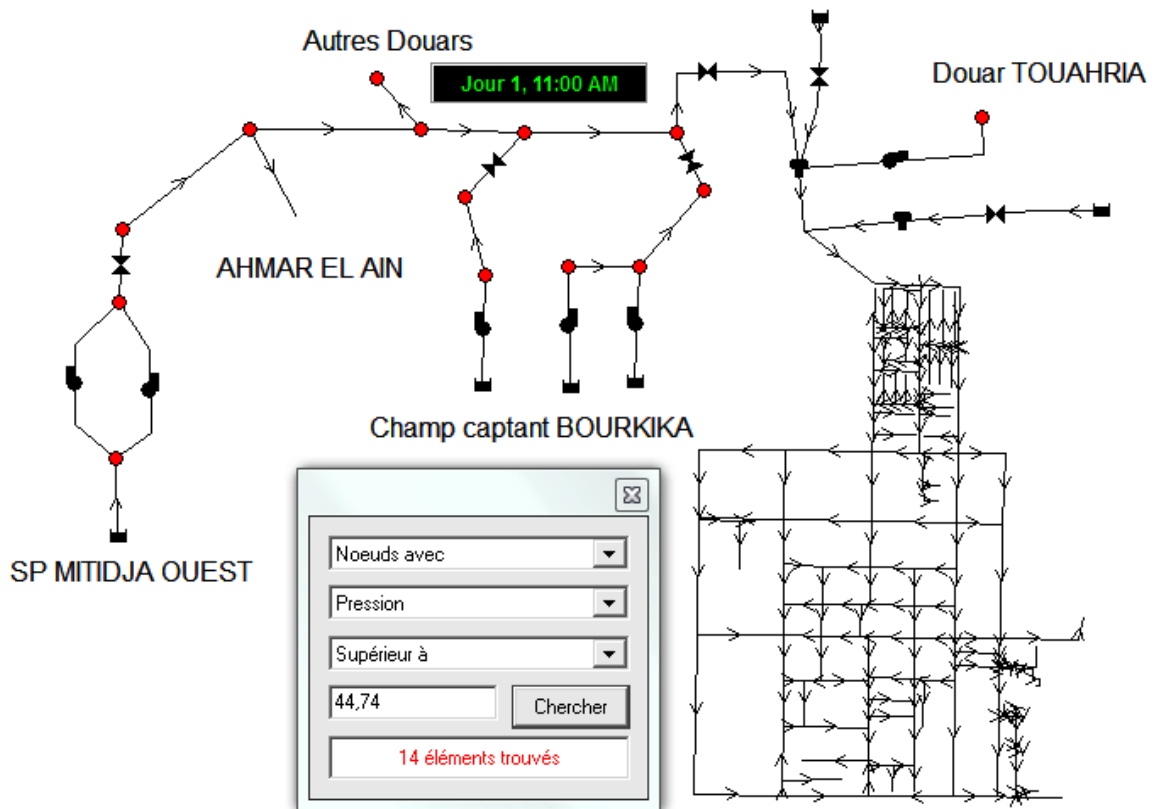 Autres Douars
Jour 1, 11:00 AM
Douar TOUAHRIA
AHMAR EL AIN
Champ captant BOURKIKA
SP MITIDJA OUEST
Noeuds avec
Pression
Supérieur à
44,74
Chercher
14 éléments trouvés